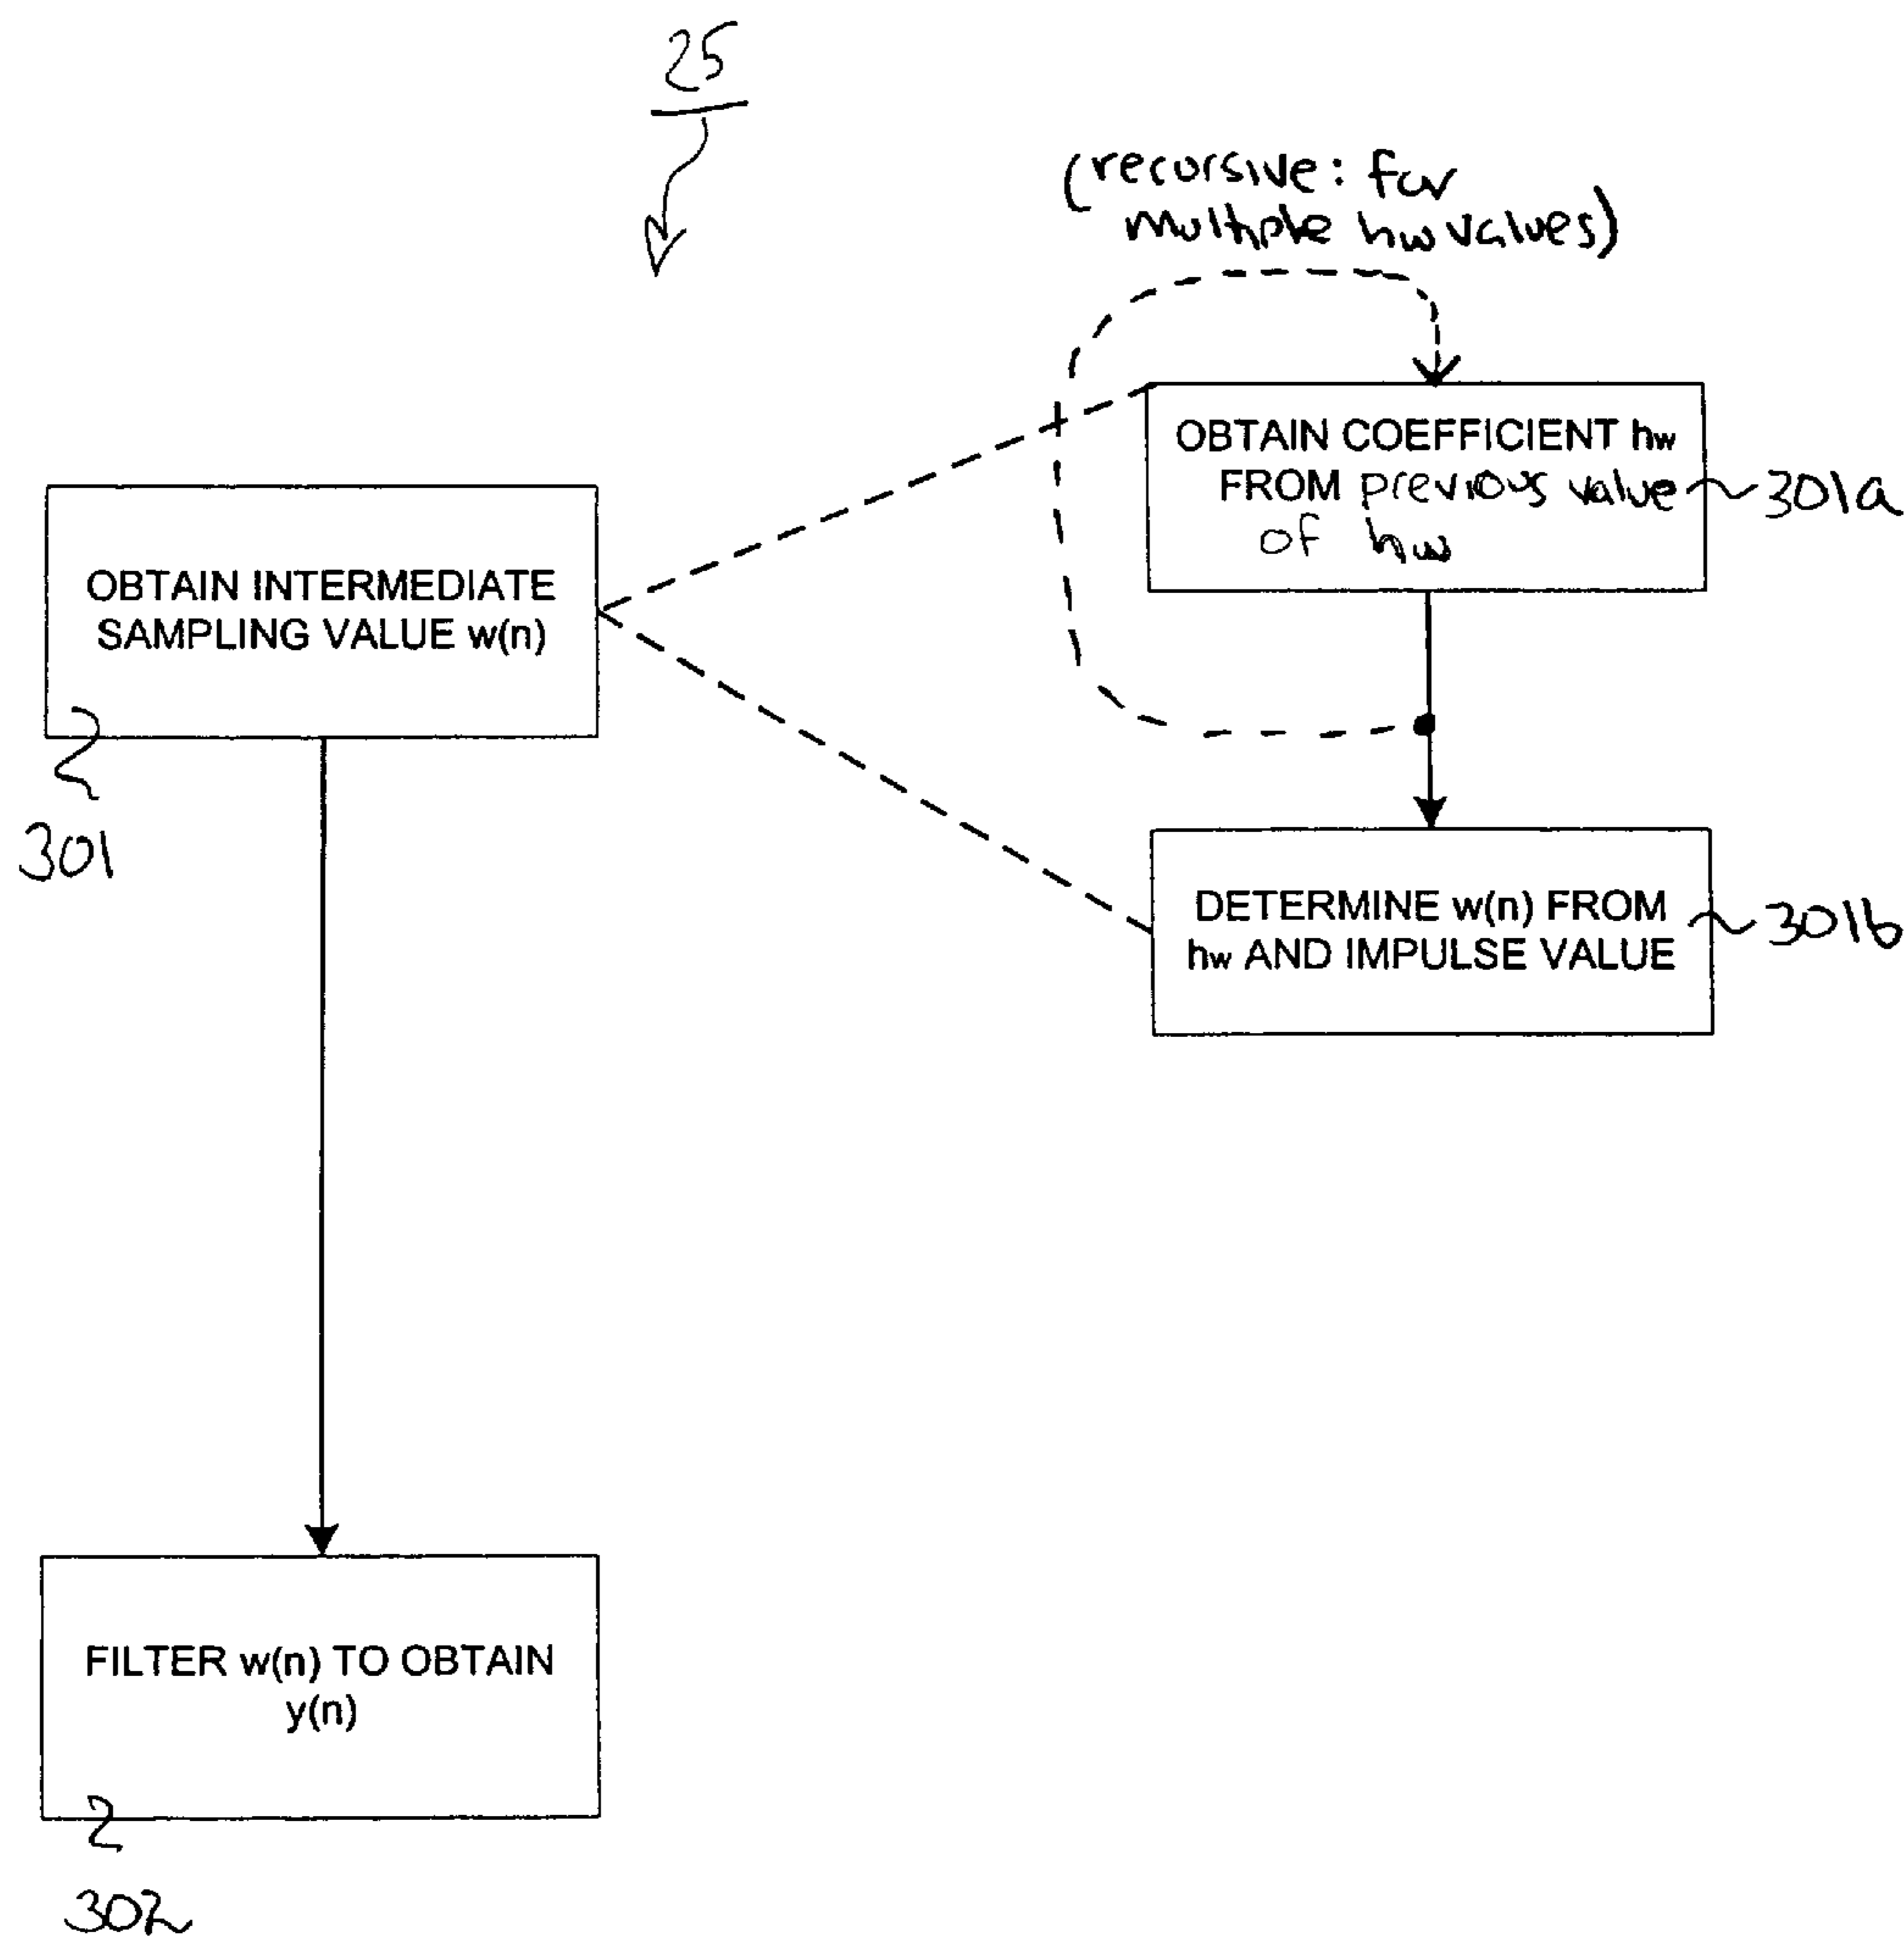 25
(recursive: for
multiple hw values)
OBTAIN COEFFICIENT hw
FROM previous value
of hw
301a
OBTAIN INTERMEDIATE
SAMPLING VALUE w(n)
301
DETERMINE w(n) FROM
hw AND IMPULSE VALUE
301b
FILTER w(n) TO OBTAIN
y(n)
302